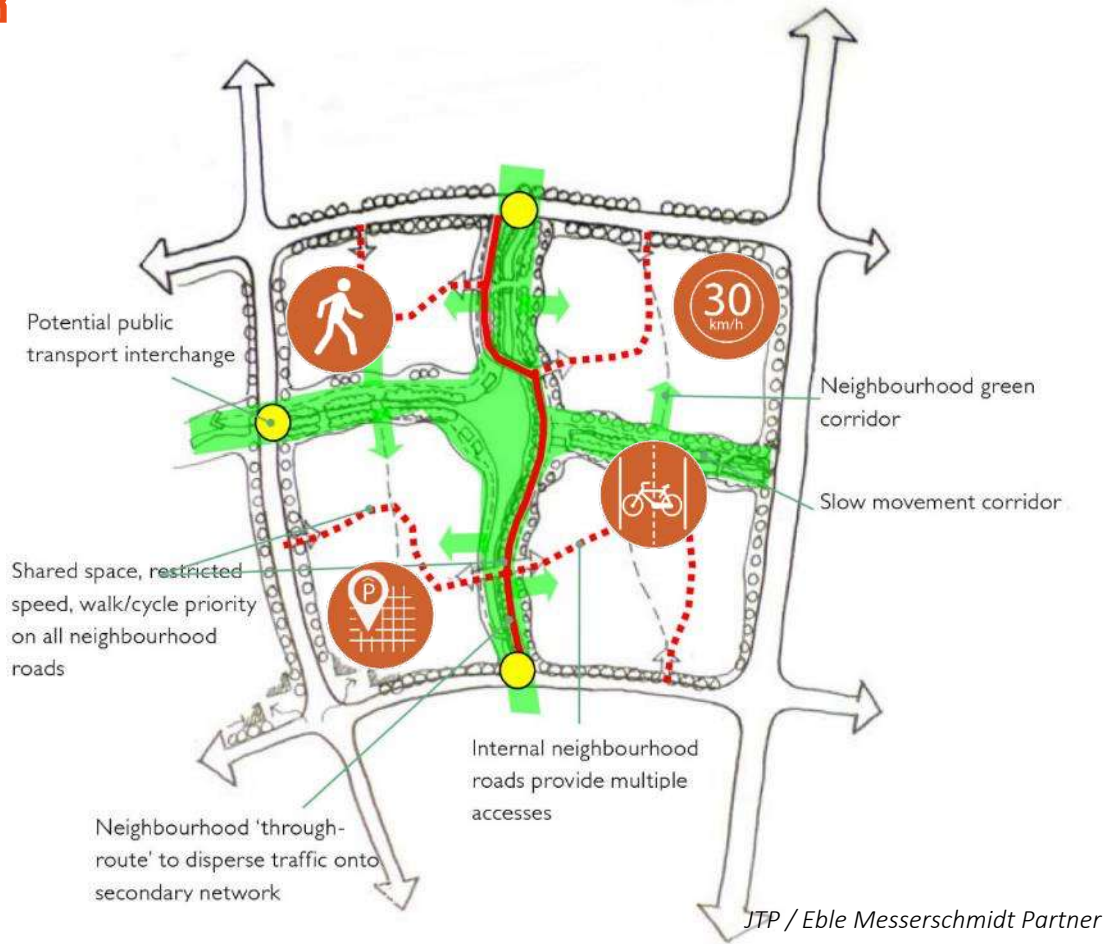 30
km/h
Potential public
transport interchange
Neighbourhood green
corridor
Slow movement corridor
Shared space, restricted
speed, walk/cycle priority
on all neighbourhood
roads
P
Internal neighbourhood
roads provide multiple
accesses
Neighbourhood ‘through-
route’ to disperse traffic onto
secondary network
JTP / Eble Messerschmidt Partner